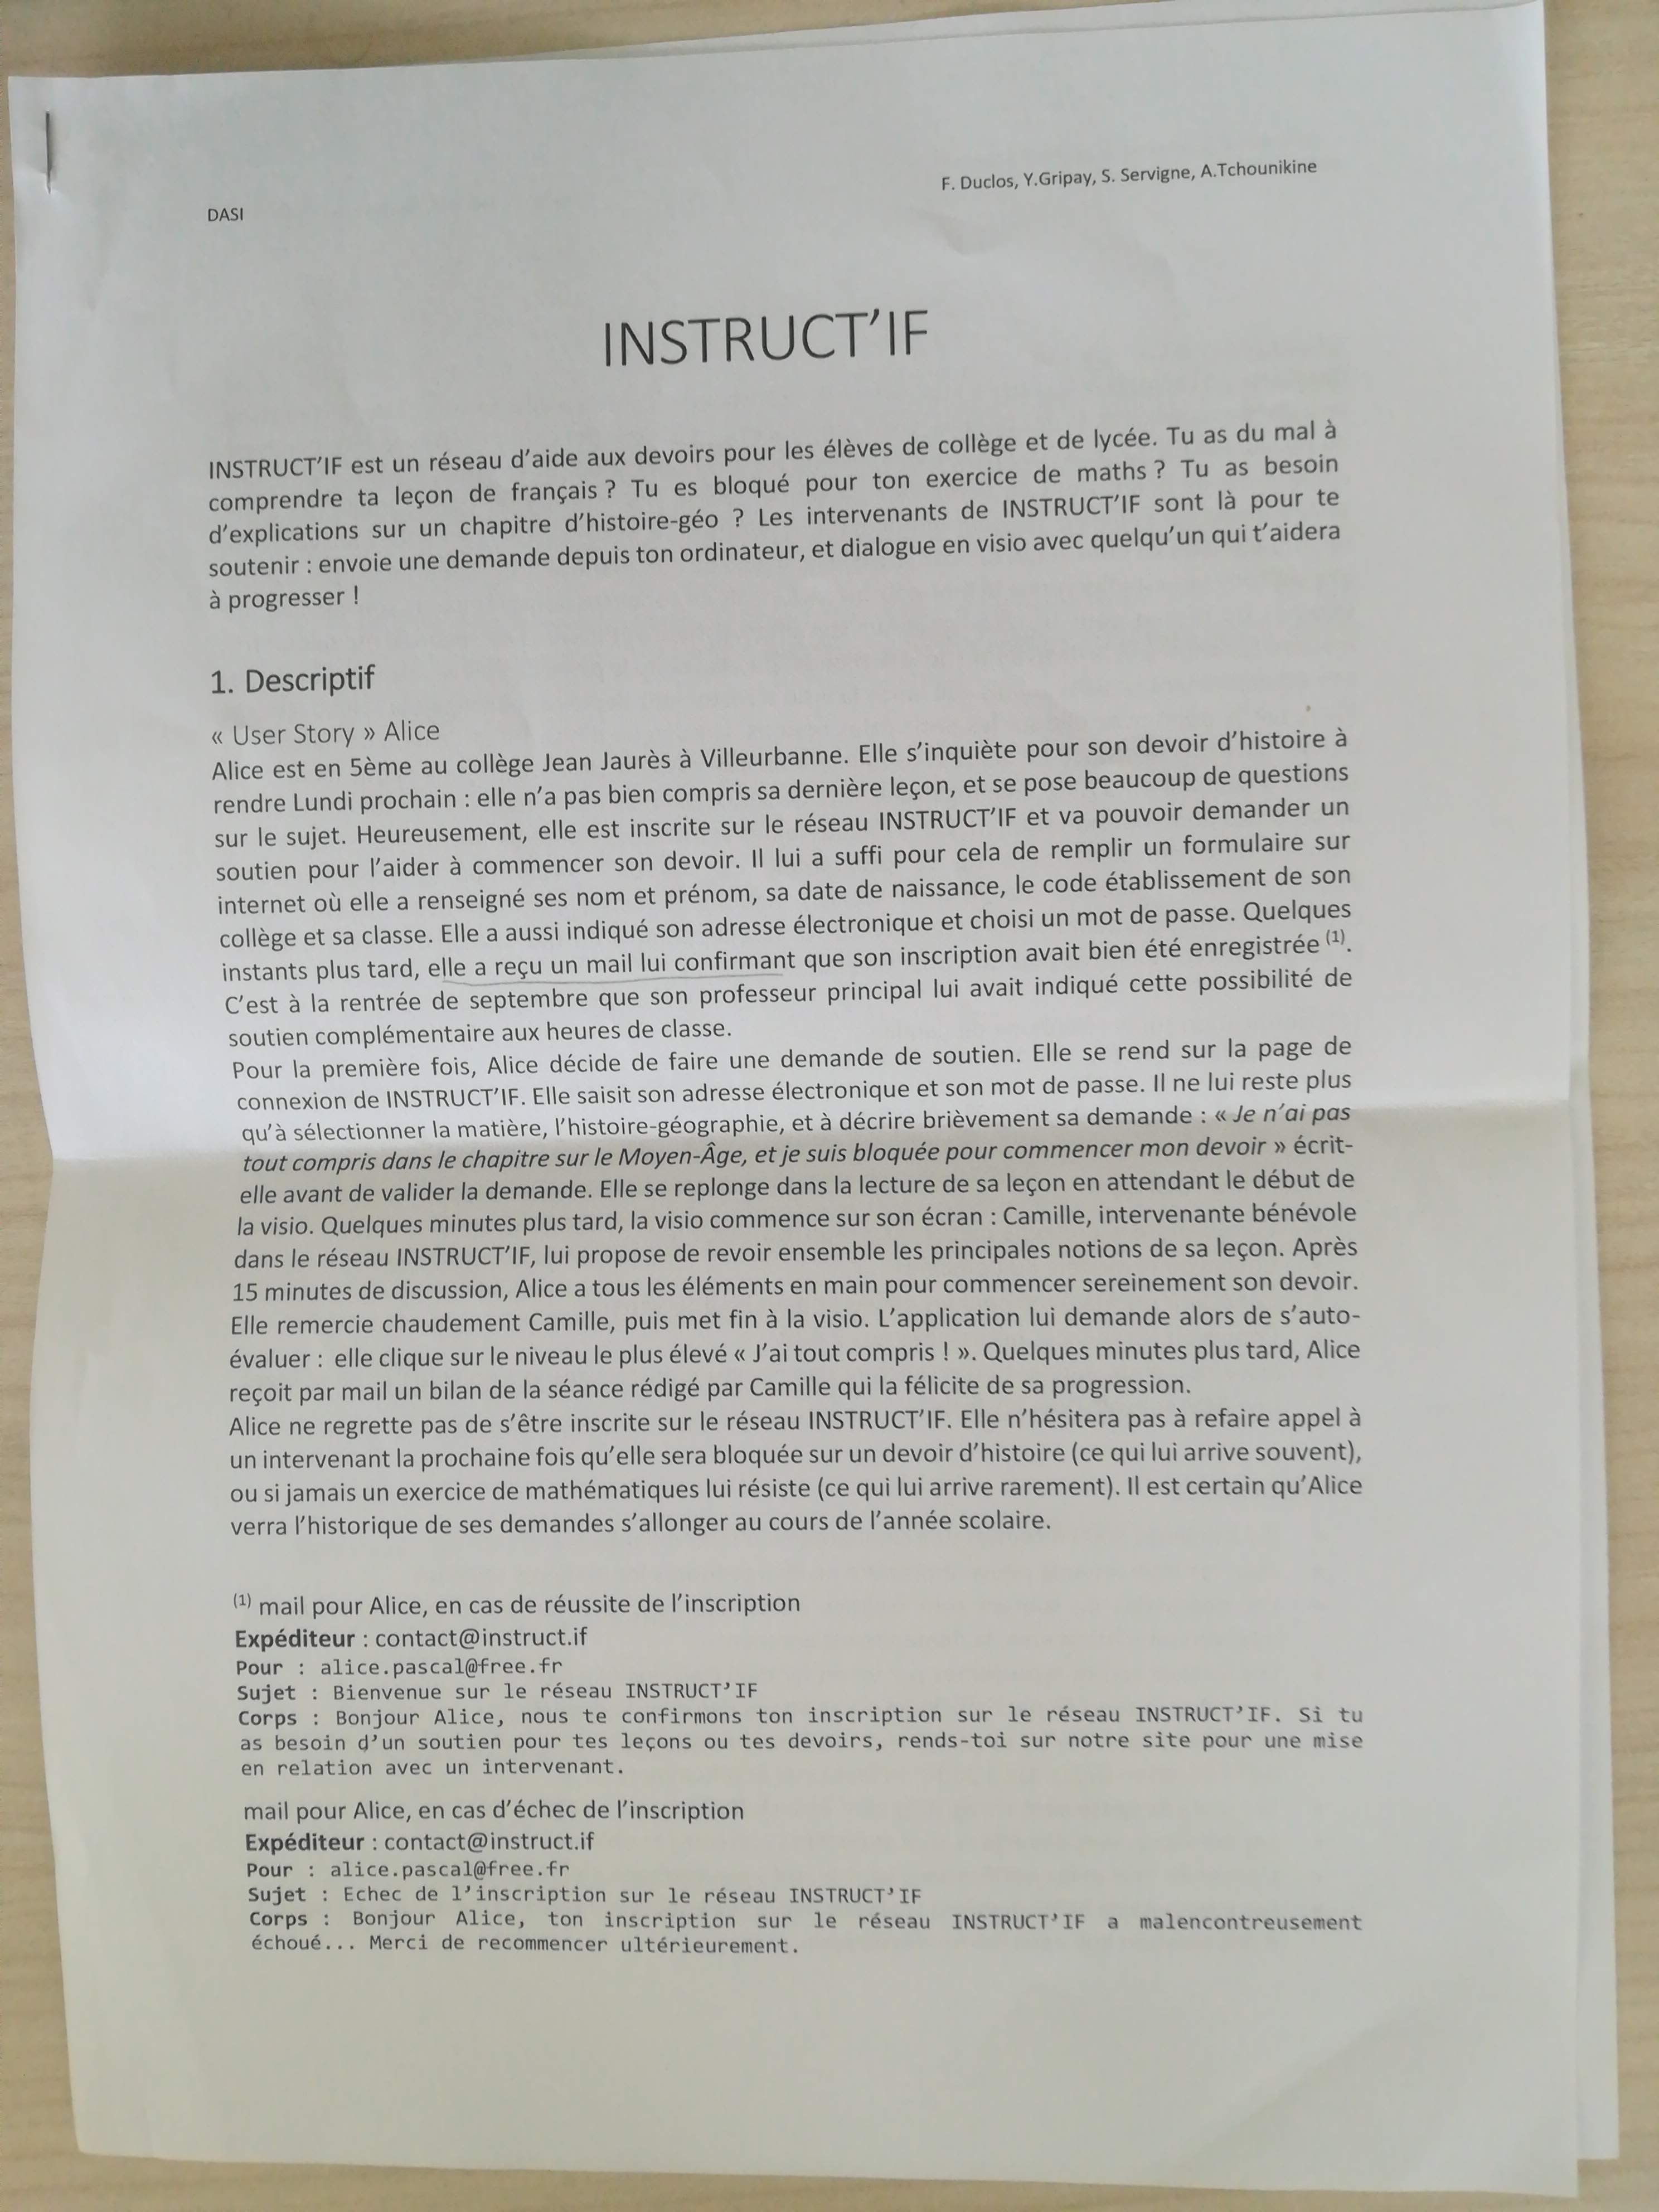 F. Duclos, Y.Gripay, S. Servigne, A.Tchounikine
DASI
INSTRUCT’IF
INSTRUCT’IF est un réseau d’aide aux devoirs pour les élèves de collège et de lycée. Tu as du mal à
comprendre ta leçon de français ? Tu es bloqué pour ton exercice de maths ? Tu as besoin
d’explications sur un chapitre d’histoire-géo ? Les intervenants de INSTRUCT’IF sont là pour te
soutenir : envoie une demande depuis ton ordinateur, et dialogue en visio avec quelqu’un qui t’aidera
à progresser !
1. Descriptif
« User Story » Alice
Alice est en 5ème au collège Jean Jaurès à Villeurbanne. Elle s’inquiète pour son devoir d’histoire à
rendre Lundi prochain : elle n’a pas bien compris sa dernière leçon, et se pose beaucoup de questions
sur le sujet. Heureusement, elle est inscrite sur le réseau INSTRUCT’IF et va pouvoir demander un
soutien pour l’aider à commencer son devoir. Il lui a suffi pour cela de remplir un formulaire sur
internet où elle a renseigné ses nom et prénom, sa date de naissance, le code établissement de son
collège et sa classe. Elle a aussi indiqué son adresse électronique et choisi un mot de passe. Quelques
instants plus tard, elle a reçu un mail lui confirmant que son inscription avait bien été enregistrée (1).
C’est à la rentrée de septembre que son professeur principal lui avait indiqué cette possibilité de
soutien complémentaire aux heures de classe.
Pour la première fois, Alice décide de faire une demande de soutien. Elle se rend sur la page de
connexion de INSTRUCT’IF. Elle saisit son adresse électronique et son mot de passe. Il ne lui reste plus
qu’à sélectionner la matière, l’histoire-géographie, et à décrire brièvement sa demande : « Je n’ai pas
tout compris dans le chapitre sur le Moyen-Âge, et je suis bloquée pour commencer mon devoir » écrit-
elle avant de valider la demande. Elle se replonge dans la lecture de sa leçon en attendant le début de
la visio. Quelques minutes plus tard, la visio commence sur son écran : Camille, intervenante bénévole
dans le réseau INSTRUCT’IF, lui propose de revoir ensemble les principales notions de sa leçon. Après
15 minutes de discussion, Alice a tous les éléments en main pour commencer sereinement son devoir.
Elle remercie chaudement Camille, puis met fin à la visio. L’application lui demande alors de s’auto-
évaluer : elle clique sur le niveau le plus élevé « J’ai tout compris ! ». Quelques minutes plus tard, Alice
reçoit par mail un bilan de la séance rédigé par Camille qui la félicite de sa progression.
Alice ne regrette pas de s’être inscrite sur le réseau INSTRUCT’IF. Elle n’hésitera pas à refaire appel à
un intervenant la prochaine fois qu’elle sera bloquée sur un devoir d’histoire (ce qui lui arrive souvent),
ou si jamais un exercice de mathématiques lui résiste (ce qui lui arrive rarement). Il est certain qu’Alice
verra l’historique de ses demandes s’allonger au cours de l’année scolaire.
(1) mail pour Alice, en cas de réussite de l’inscription
Expéditeur : contact@instruct.if
Pour : alice.pascal@free.fr
Sujet : Bienvenue sur le réseau INSTRUCT’IF
Corps : Bonjour Alice, nous te confirmons ton inscription sur le réseau INSTRUCT’IF. Si tu
as besoin d’un soutien pour tes leçons ou tes devoirs, rends-toi sur notre site pour une mise
en relation avec un intervenant.
mail pour Alice, en cas d’échec de l’inscription
Expéditeur : contact@instruct.if
Pour : alice.pascal@free.fr
Sujet : Echec de l’inscription sur le réseau INSTRUCT’IF
Corps : Bonjour Alice, ton inscription sur le réseau INSTRUCT’IF a malencontreusement
échoué... Merci de recommencer ultérieurement.